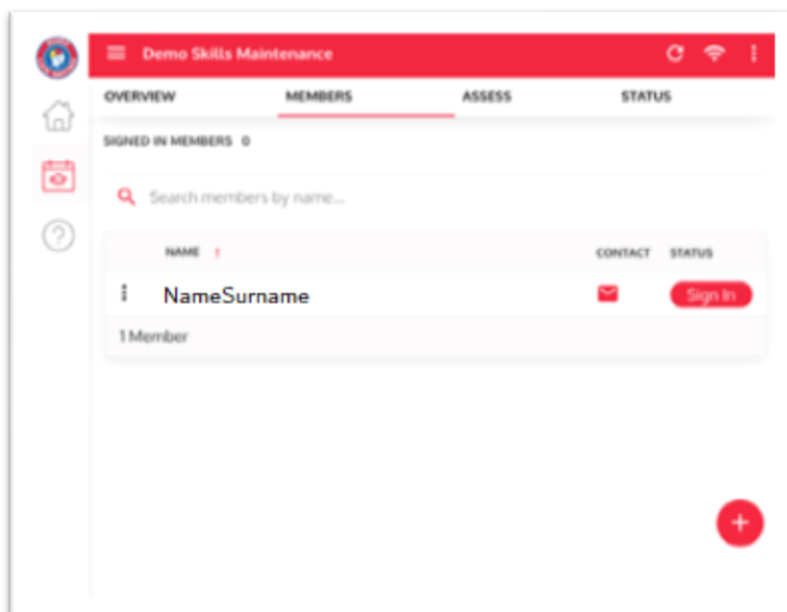 Demo Skills Maintenance
OVERVIEW MEMBERS ASSESS STATUS
SIGNED IN MEMBERS 0
Search members by name...
NAME ↑ CONTACT STATUS
NameSurname Sign In
1 Member